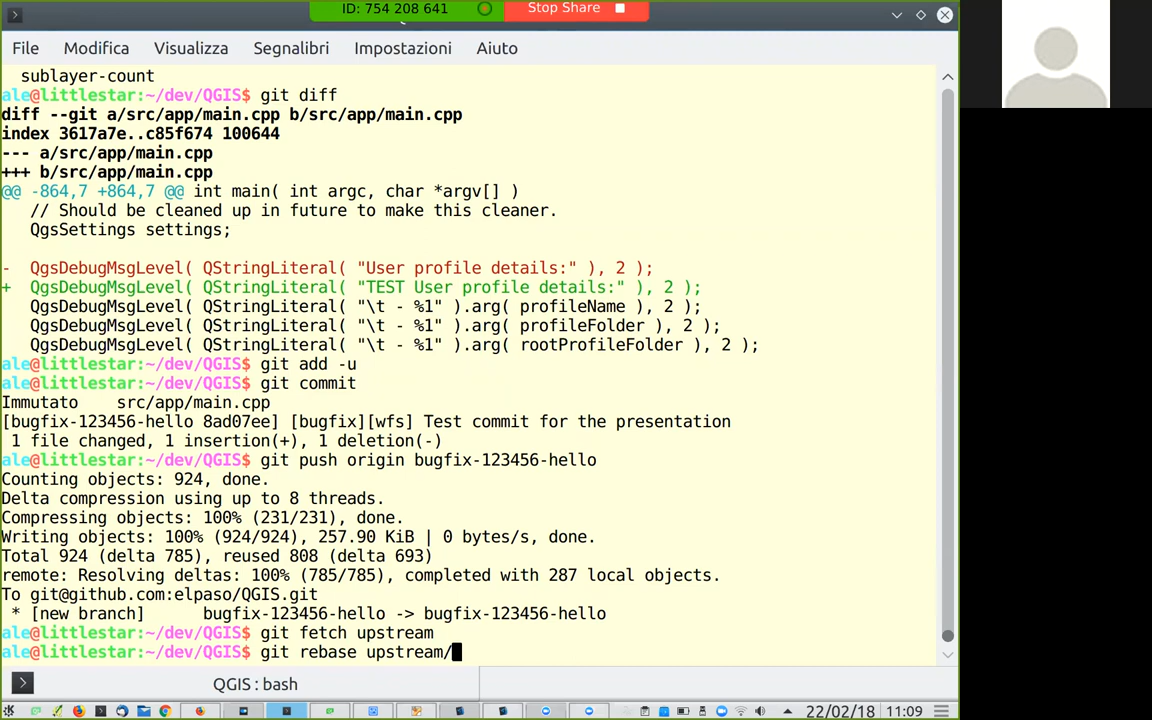 ID: 754 208 641 Stop Share
File Modifica Visualizza Segnalibri Impostazioni Aiuto
sublayer-count
ale@littlestar:~/dev/QGIS$ git diff
diff --git a/src/app/main.cpp b/src/app/main.cpp
index 3617a7e..c85f674 100644
--- a/src/app/main.cpp
+++ b/src/app/main.cpp
@@ -864,7 +864,7 @@ int main( int argc, char *argv[] )
// Should be cleaned up in future to make this cleaner.
QgsSettings settings;
- QgsDebugMsgLevel( QStringLiteral( "User profile details:" ), 2 );
+ QgsDebugMsgLevel( QStringLiteral( "TEST User profile details:" ), 2 );
QgsDebugMsgLevel( QStringLiteral( "\t - %1" ).arg( profileName ), 2 );
QgsDebugMsgLevel( QStringLiteral( "\t - %1" ).arg( profileFolder ), 2 );
QgsDebugMsgLevel( QStringLiteral( "\t - %1" ).arg( rootProfileFolder ), 2 );
ale@littlestar:~/dev/QGIS$ git add -u
ale@littlestar:~/dev/QGIS$ git commit
Immutato src/app/main.cpp
[bugfix-123456-hello 8ad07ee] [bugfix][wfs] Test commit for the presentation
1 file changed, 1 insertion(+), 1 deletion(-)
ale@littlestar:~/dev/QGIS$ git push origin bugfix-123456-hello
Counting objects: 924, done.
Delta compression using up to 8 threads.
Compressing objects: 100% (231/231), done.
Writing objects: 100% (924/924), 257.90 KiB | 0 bytes/s, done.
Total 924 (delta 785), reused 808 (delta 693)
remote: Resolving deltas: 100% (785/785), completed with 287 local objects.
To git@github.com:elpaso/QGIS.git
* [new branch] bugfix-123456-hello -> bugfix-123456-hello
ale@littlestar:~/dev/QGIS$ git fetch upstream
ale@littlestar:~/dev/QGIS$ git rebase upstream/
QGIS : bash
22/02/18 11:09